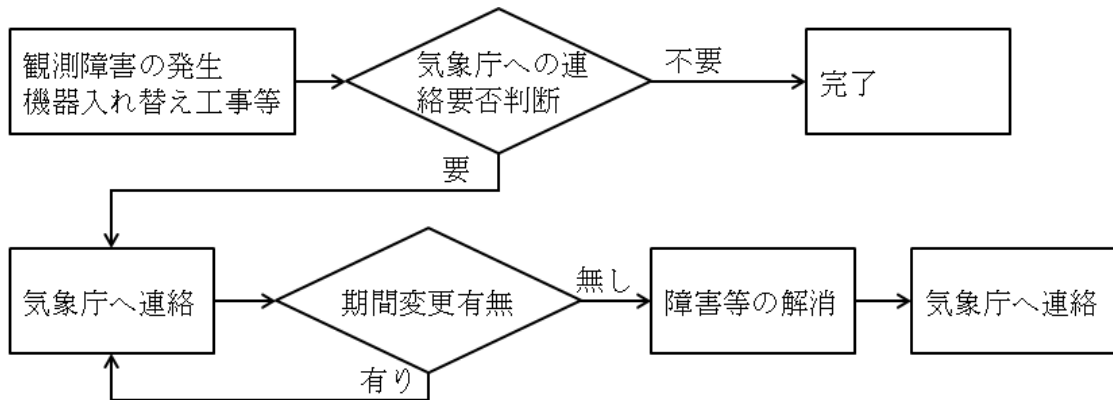 観測障害の発生
機器入れ替え工事等
気象庁への連
絡要否判断
不要
完了
要
気象庁へ連絡
期間変更有無
無し
障害等の解消
気象庁へ連絡
有り